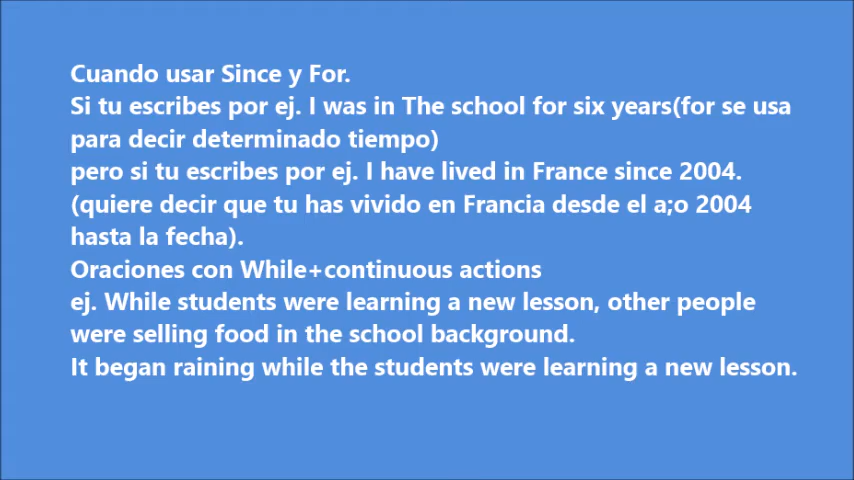 Cuando usar Since y For.
Si tu escribes por ej. I was in The school for six years(for se usa
para decir determinado tiempo)
pero si tu escribes por ej. I have lived in France since 2004.
(quiere decir que tu has vivido en Francia desde el a;o 2004
hasta la fecha).
Oraciones con While+continuous actions
ej. While students were learning a new lesson, other people
were selling food in the school background.
It began raining while the students were learning a new lesson.